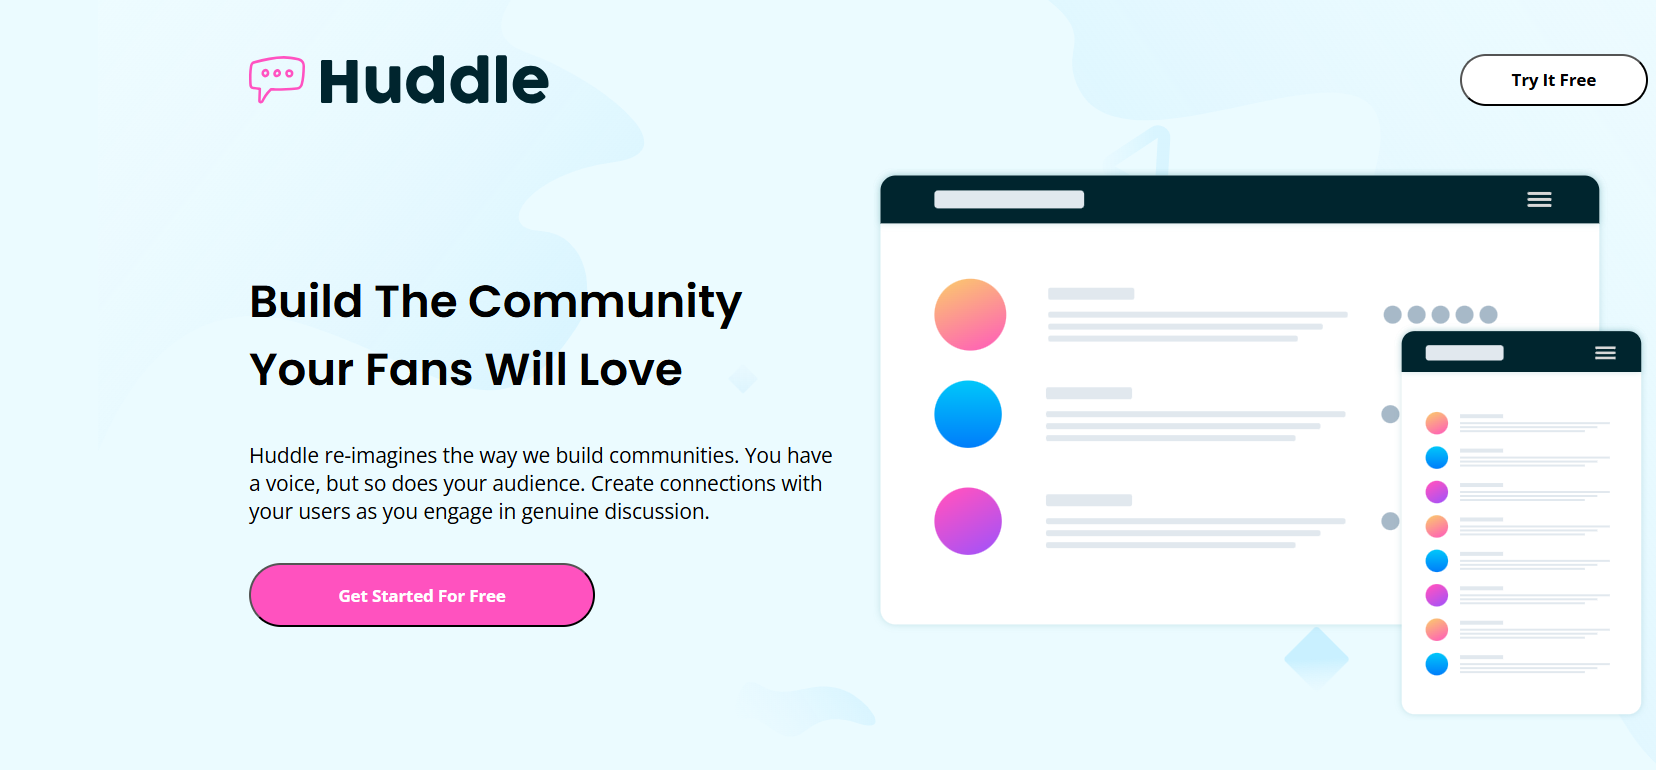 Huddle
Try It Free
Build The Community
Your Fans Will Love
Huddle re-imagines the way we build communities. You have
a voice, but so does your audience. Create connections with
your users as you engage in genuine discussion.
Get Started For Free